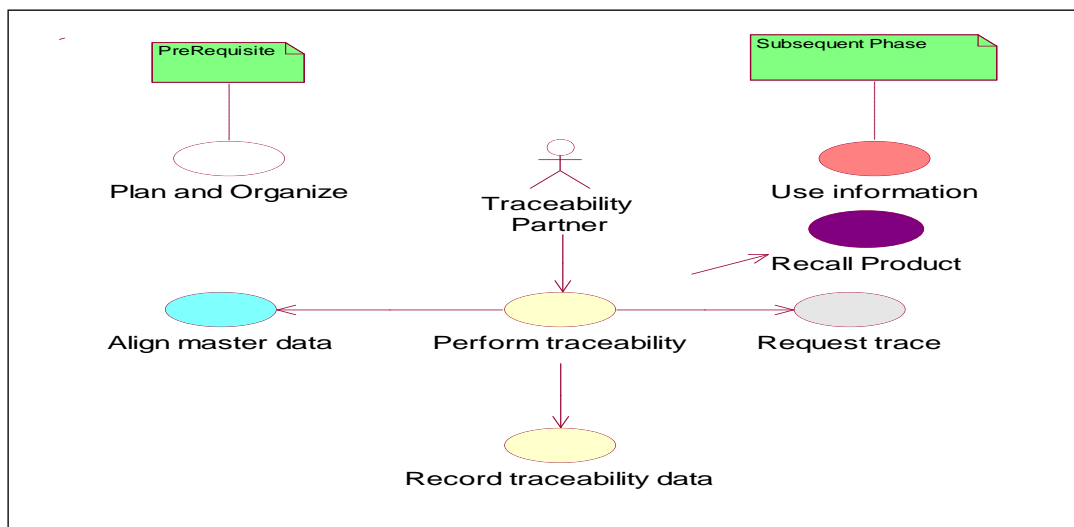 PreRequisite
Subsequent Phase
Plan and Organize
Traceability
Partner
Use information
Recall Product
Align master data
Perform traceability
Request trace
Record traceability data